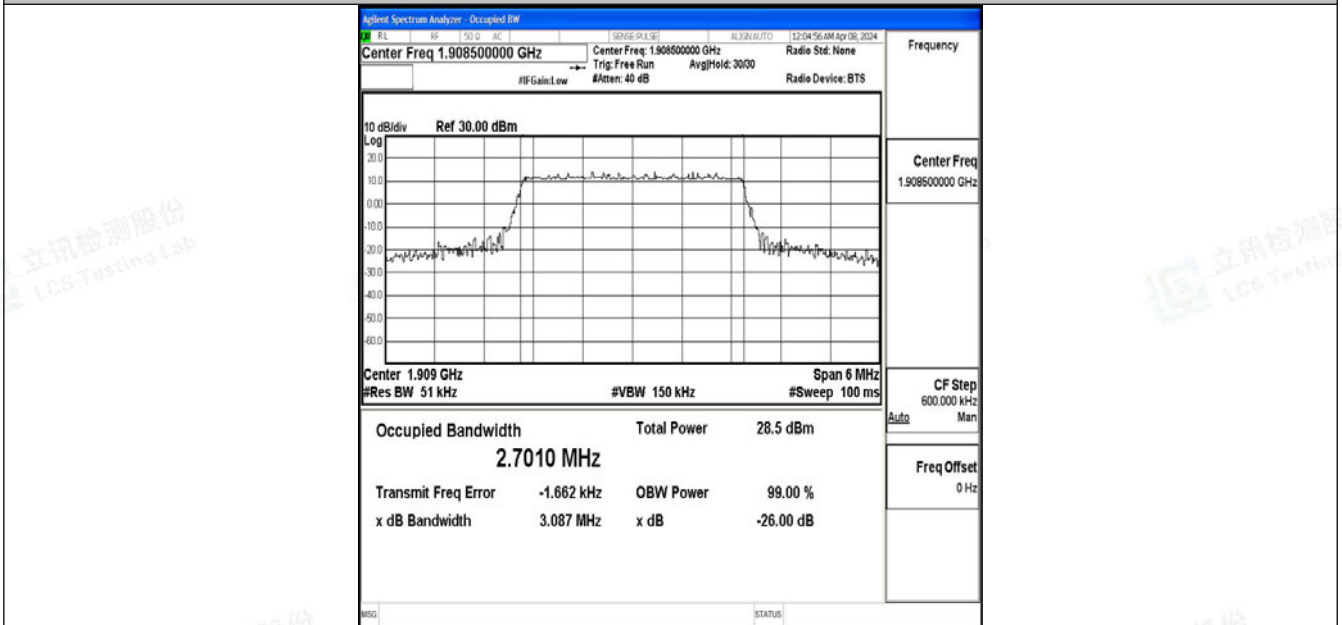 Agilent Spectrum Analyzer - Occupied BW
RL RF 50 Ω AC SENSE:PULSE ALIGN AUTO 12:04:56 AM Apr 08, 2024
Center Freq 1.908500000 GHz
Center Freq: 1.908500000 GHz
Radio Std: None
Trig: Free Run Avg|Hold: 30/30
#IFGain:Low #Atten: 40 dB
Radio Device: BTS
Frequency
10 dB/div Ref 30.00 dBm
Log
20.0
10.0
0.00
-10.0
-20.0
-30.0
-40.0
-50.0
-60.0
Center 1.909 GHz Span 6 MHz
#Res BW 51 kHz #VBW 150 kHz #Sweep 100 ms
Occupied Bandwidth Total Power 28.5 dBm
2.7010 MHz
Transmit Freq Error -1.662 kHz OBW Power 99.00 %
x dB Bandwidth 3.087 MHz x dB -26.00 dB
Center Freq
1.908500000 GHz
CF Step
600.000 kHz
Auto Man
Freq Offset
0 Hz
MSG STATUS
立讯检测股份
LCS Testing Lab
立讯检测股
LCS Testing